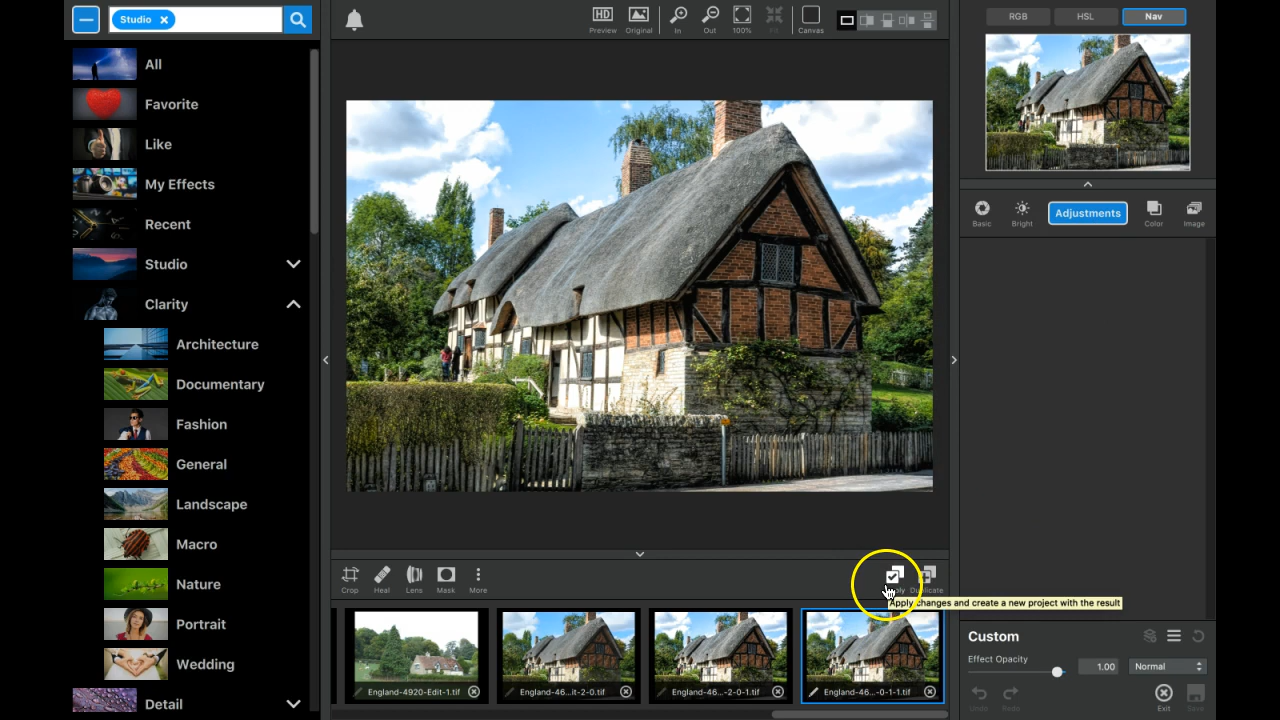 Studio
All
Favorite
Like
My Effects
Recent
Studio
Clarity
Architecture
Documentary
Fashion
General
Landscape
Macro
Nature
Portrait
Wedding
Detail
HD
Preview
Original
In
Out
100%
Fit
Canvas
Crop
Heal
Lens
Mask
More
Duplicate
Apply changes and create a new project with the result
England-4920-Edit-1.tif
England-46...it-2-0.tif
England-46...-2-0-1.tif
England-46...-0-1-1.tif
RGB
HSL
Nav
Basic
Bright
Adjustments
Color
Image
Custom
Effect Opacity
1.00
Normal
Undo
Redo
Exit
Save